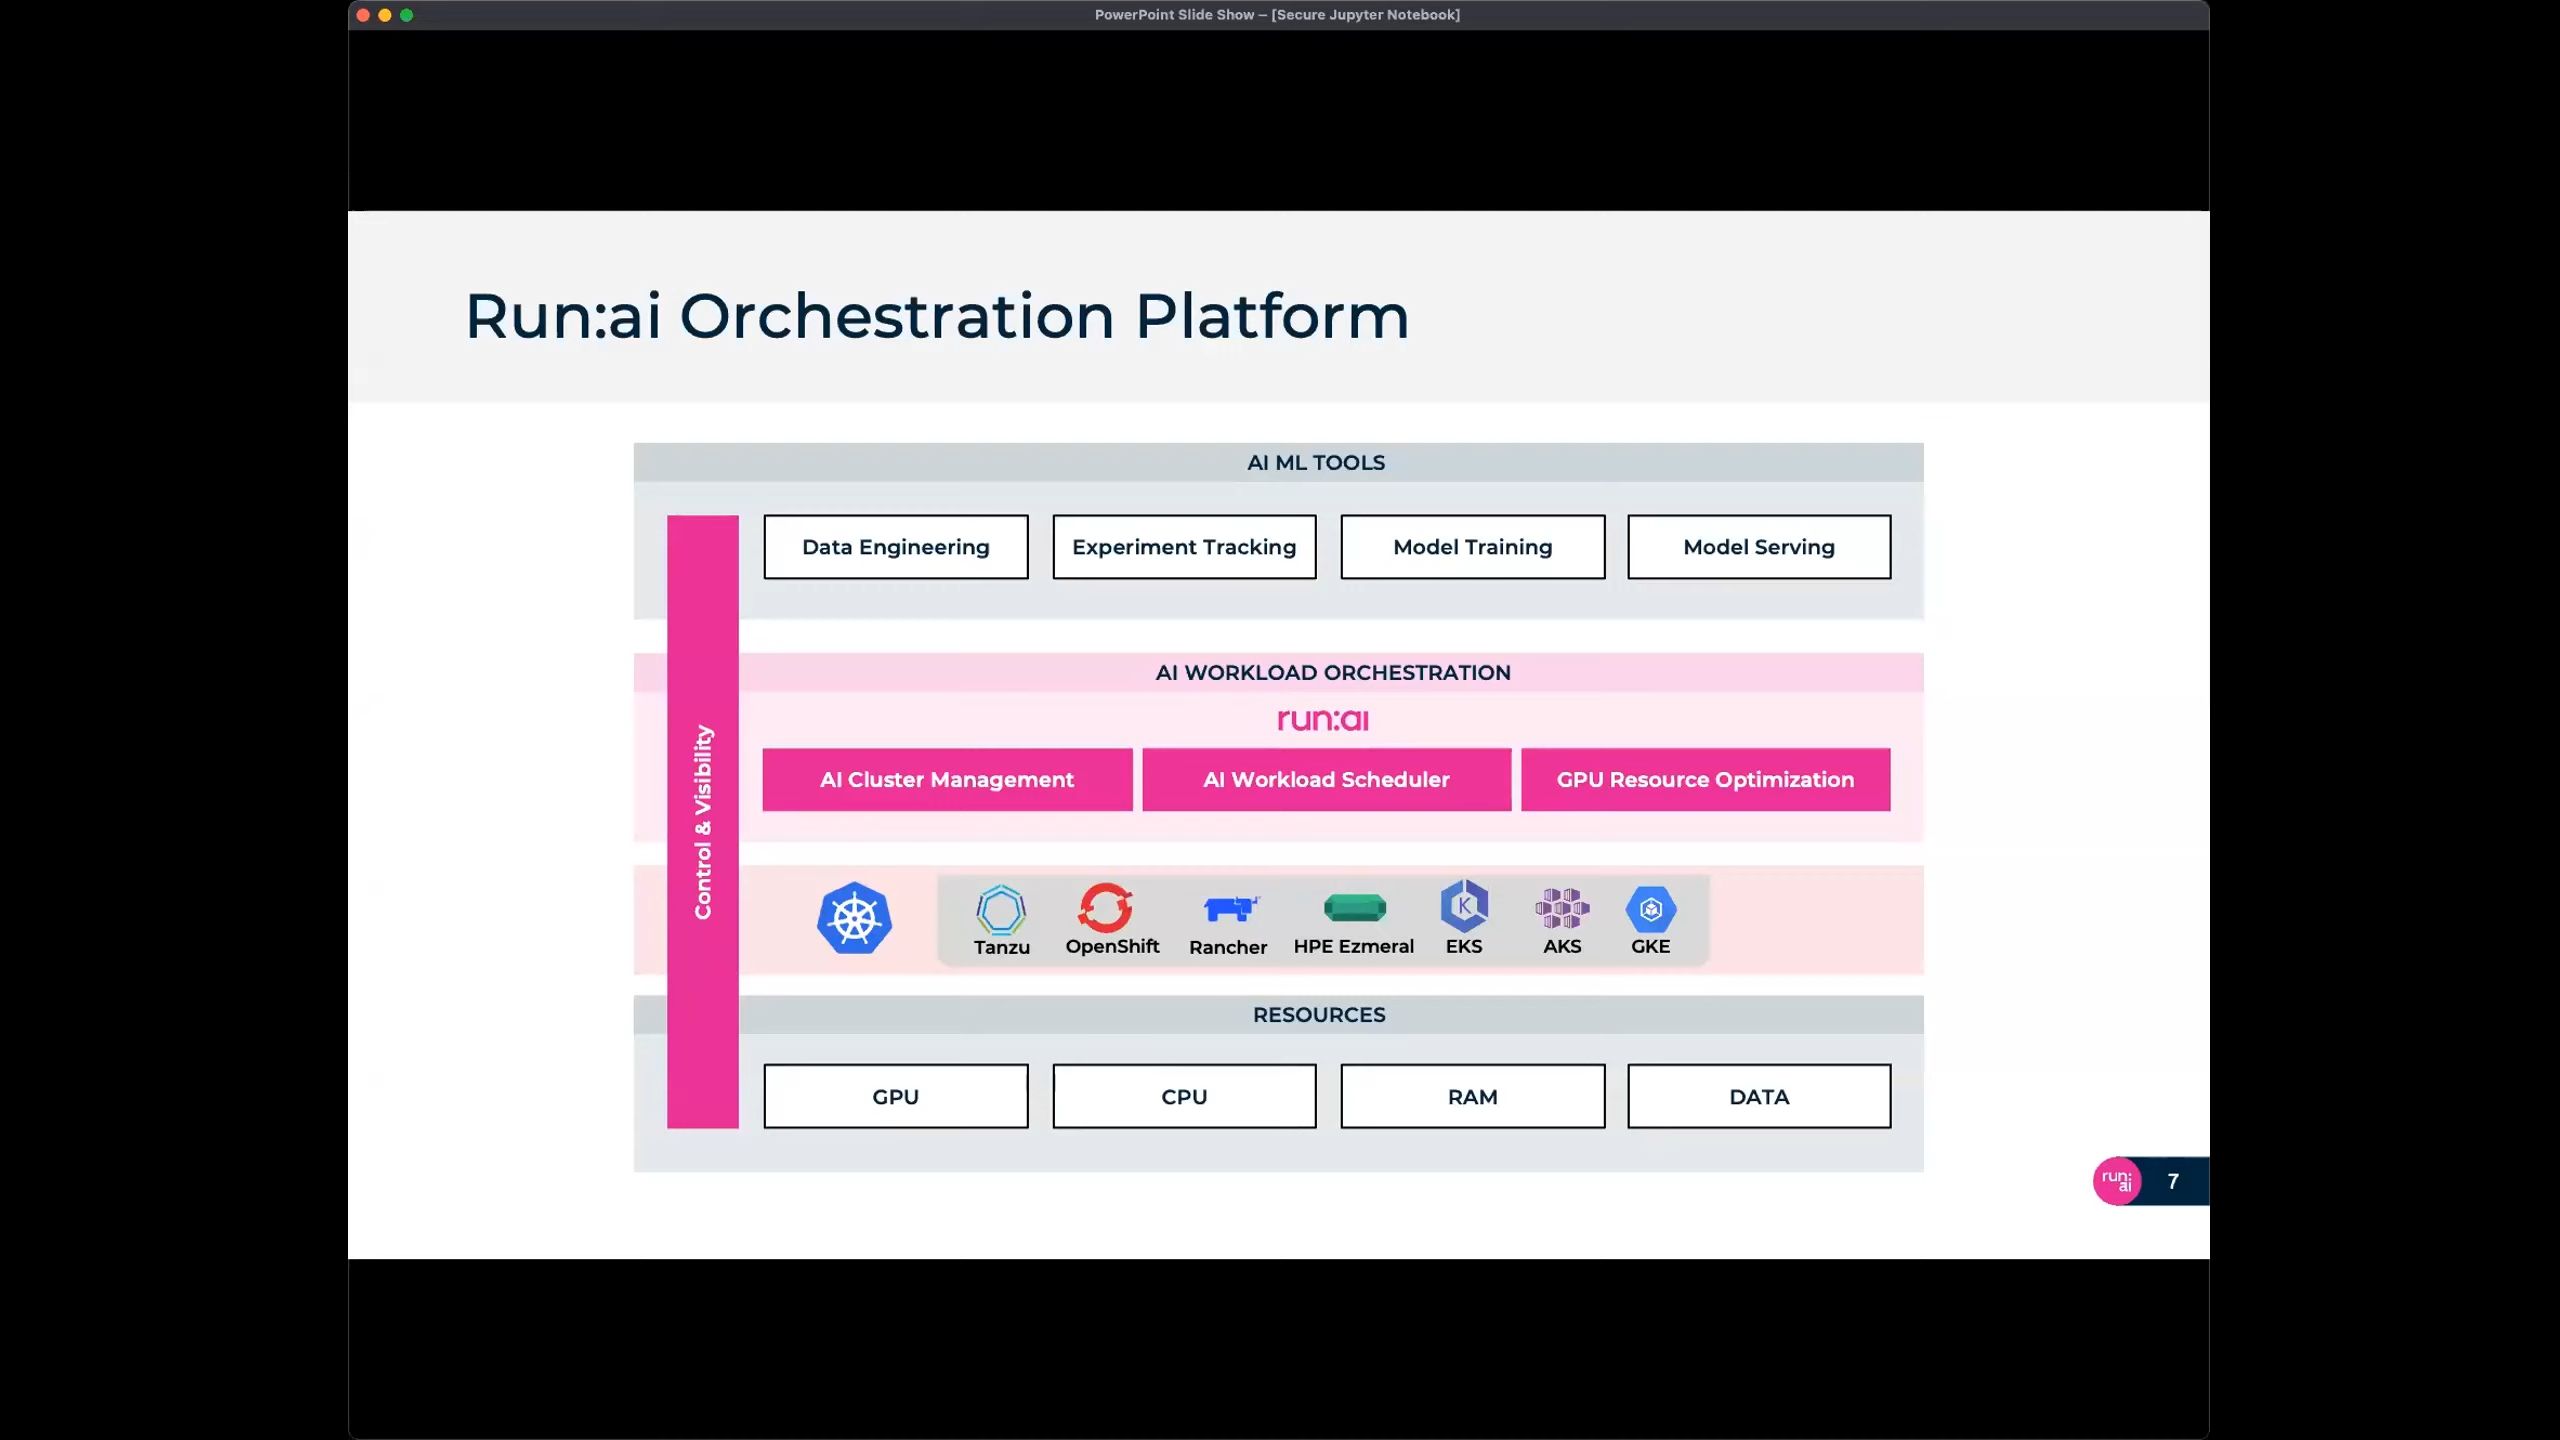 PowerPoint Slide Show – [Secure Jupyter Notebook]
Run:ai Orchestration Platform
AI ML TOOLS
Data Engineering
Experiment Tracking
Model Training
Model Serving
Control & Visibility
AI WORKLOAD ORCHESTRATION
run:ai
AI Cluster Management
AI Workload Scheduler
GPU Resource Optimization
K
Tanzu
OpenShift
Rancher
HPE Ezmeral
EKS
AKS
GKE
RESOURCES
GPU
CPU
RAM
DATA
run:
ai
7